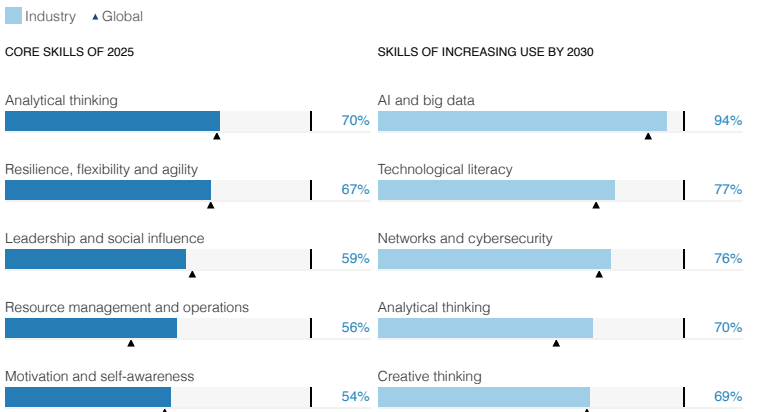 Industry Global
CORE SKILLS OF 2025
Analytical thinking
70%
Resilience, flexibility and agility
67%
Leadership and social influence
59%
Resource management and operations
56%
Motivation and self-awareness
54%
SKILLS OF INCREASING USE BY 2030
AI and big data
94%
Technological literacy
77%
Networks and cybersecurity
76%
Analytical thinking
70%
Creative thinking
69%